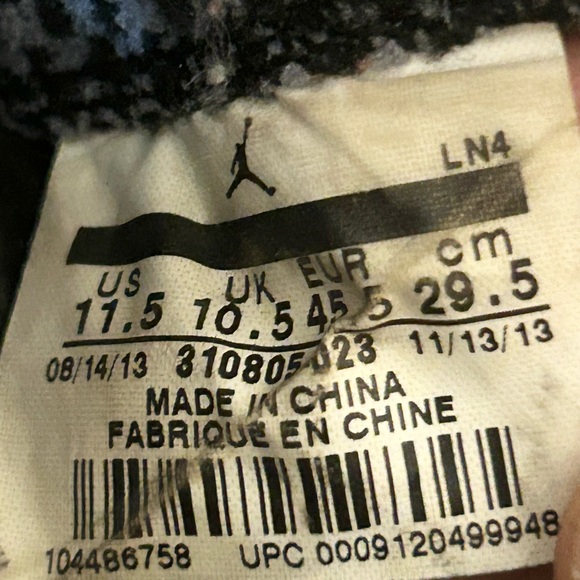 LN4
US UK EUR cm
11.5 10.5 45.5 29.5
08/14/13 310805 023 11/13/13
MADE IN CHINA
FABRIQUE EN CHINE
104486758 UPC 0009120499948